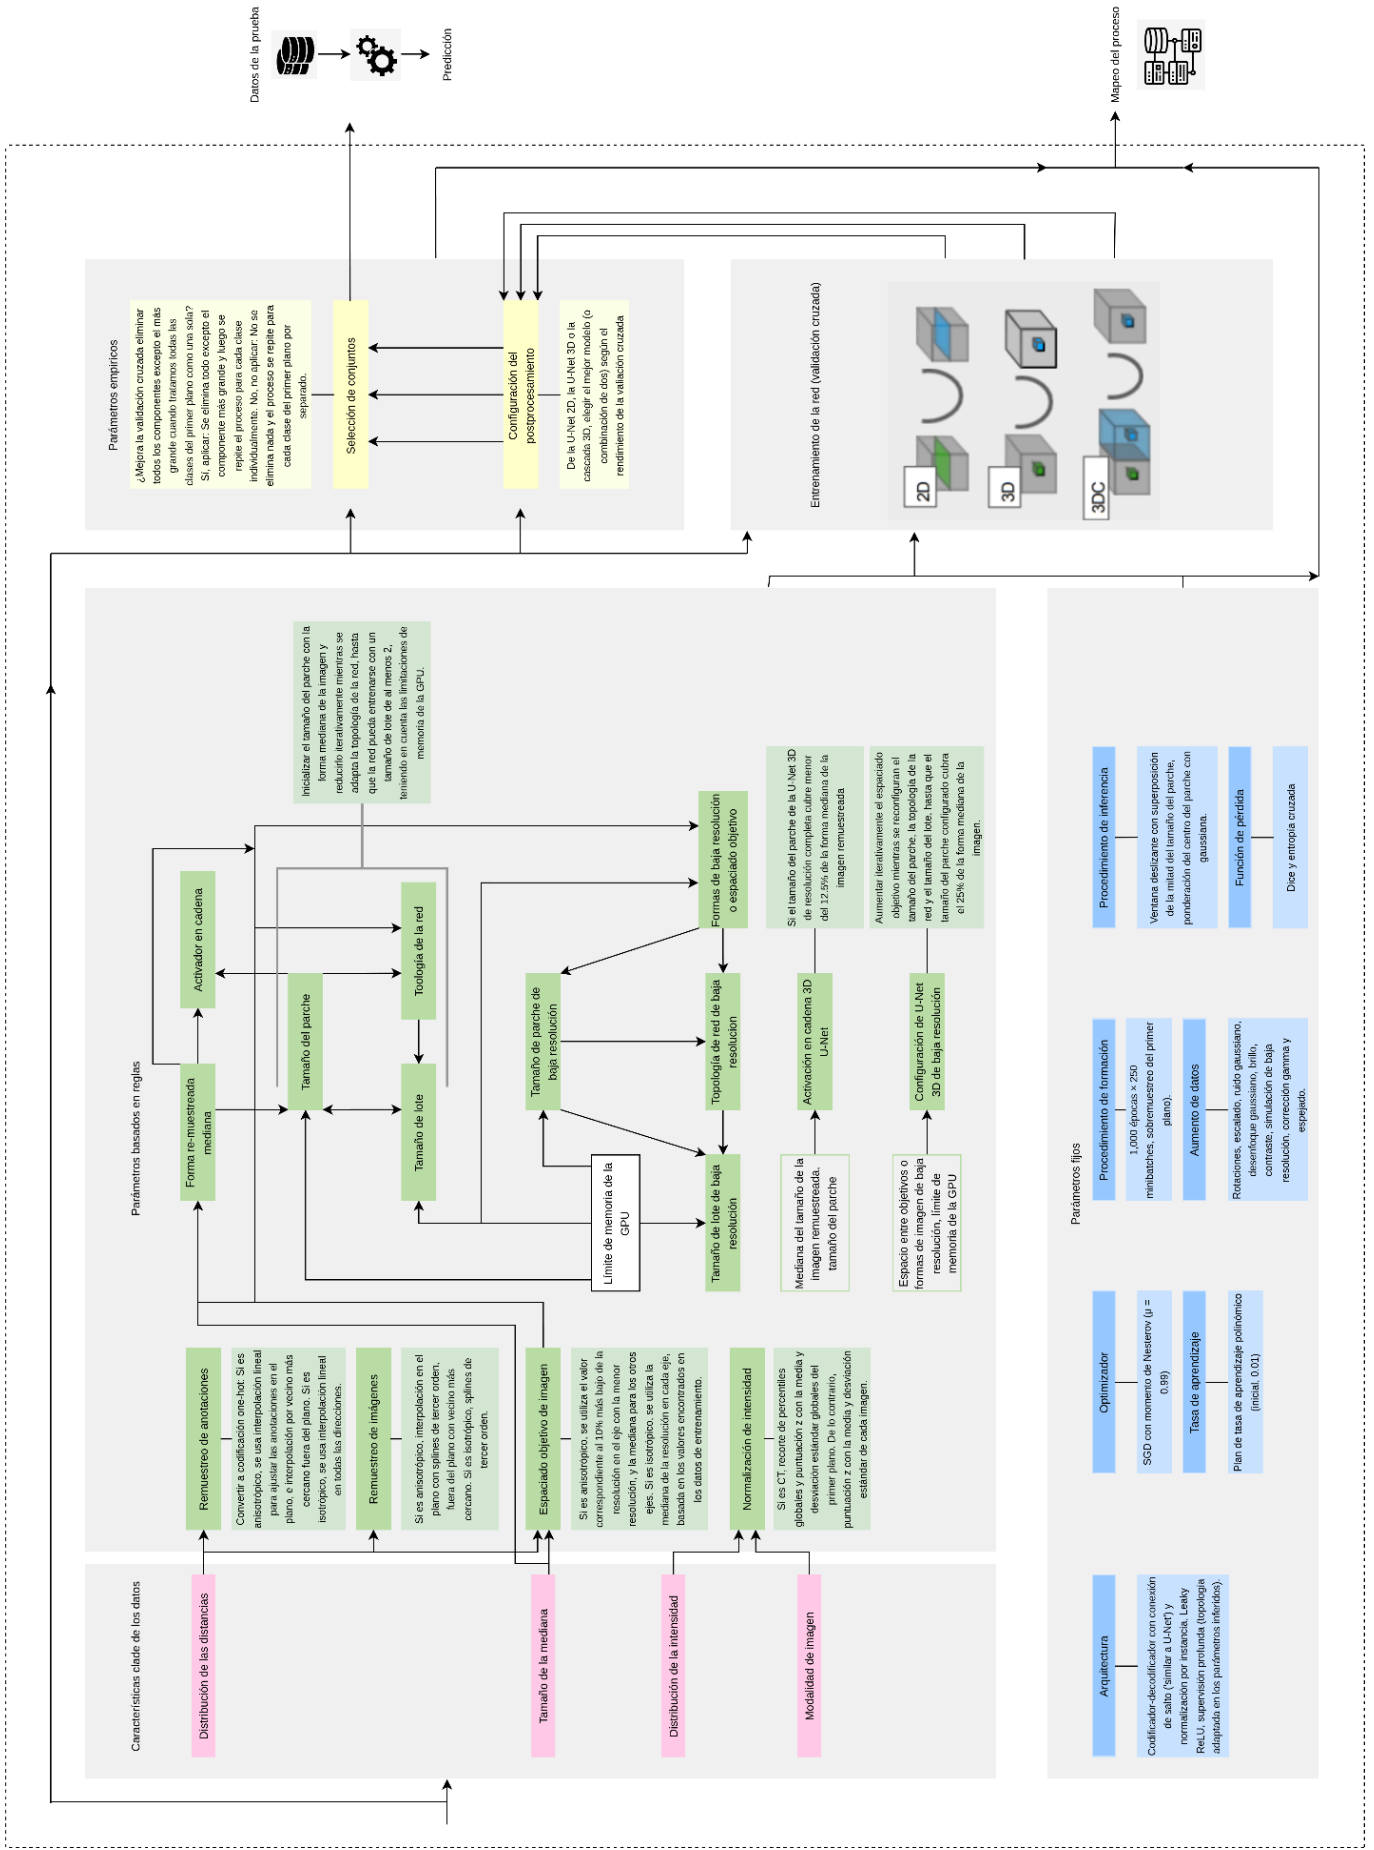 Características clade de los datos
Distribución de las distancias
Tamaño de la mediana
Distribución de la intensidad
Modalidad de imagen
Parámetros basados en reglas
Remuestreo de anotaciones
Convertir a codificación one-hot: Si es
anisotrópico, se usa interpolación lineal
para ajustar las anotaciones en el
plano, e interpolación por vecino más
cercano fuera del plano. Si es
isotrópico, se usa interpolación lineal
en todas las direcciones.
Remuestreo de imágenes
Si es anisotrópico, interpolación en el
plano con splines de tercer orden,
fuera del plano con vecino más
cercano. Si es isotrópico, splines de
tercer orden.
Espaciado objetivo de imagen
Si es anisotrópico, se utiliza el valor
correspondiente al 10% más bajo de la
resolución en el eje con la menor
resolución, y la mediana para los otros
ejes. Si es isotrópico, se utiliza la
mediana de la resolución en cada eje,
basada en los valores encontrados en
los datos de entrenamiento.
Normalización de intensidad
Si es CT, recorte de percentiles
globales y puntuación z con la media y
desviación estándar globales del
primer plano. De lo contrario,
puntuación z con la media y desviación
estándar de cada imagen.
Forma re-muestreada
mediana
Activador en cadena
Tamaño del parche
Tamaño de lote
Toología de la red
Inicializar el tamaño del parche con la
forma mediana de la imagen y
reducirlo iterativamente mientras se
adapta la topología de la red, hasta
que la red pueda entrenarse con un
tamaño de lote de al menos 2,
teniendo en cuenta las limitaciones de
memoria de la GPU.
Límite de memoria de la
GPU
Tamaño de parche de
baja resolución
Tamaño de lote de baja
resolución
Topología de red de baja
resolucion
Formas de baja resolución
o espaciado objetivo
Mediana del tamaño de la
imagen remuestreada.
tamaño del parche
Activación en cadena 3D
U-Net
Si el tamaño del parche de la U-Net 3D
de resolución completa cubre menor
del 12.5% de la forma mediana de la
imagen remuestreada
Espacio entre objetivos o
formas de imagen de baja
resolución, límite de
memoria de la GPU
Configuración de U-Net
3D de baja resolución
Aumentar iterativamente el espaciado
objetivo mientras se reconfiguran el
tamaño del parche, la topología de la
red y el tamaño del lote, hasta que el
tamaño del parche configurado cubra
el 25% de la forma mediana de la
imagen.
Parámetros fijos
Arquitectura
Codificador-decodificador con conexión
de salto ('similar a U-Net') y
normalización por instancia, Leaky
ReLU, supervisión profunda (topología
adaptada en los parámetros inferidos).
Optimizador
SGD con momento de Nesterov (μ =
0.99)
Tasa de aprendizaje
Plan de tasa de aprendizaje polinómico
(inicial, 0.01)
Procedimiento de formación
1,000 épocas × 250
minibatches, sobremuestreo del primer
plano).
Aumento de datos
Rotaciones, escalado, ruido gaussiano,
desenfoque gaussiano, brillo,
contraste, simulación de baja
resolución, corrección gamma y
espejado.
Procedimiento de inferencia
Ventana deslizante con superposición
de la mitad del tamaño del parche,
ponderación del centro del parche con
gaussiana.
Función de pérdida
Dice y entropía cruzada
Parámetros empíricos
¿Mejora la validación cruzada eliminar
todos los componentes excepto el más
grande cuando tratamos todas las
clases del primer plano como una sola?
Sí, aplicar: Se elimina todo excepto el
componente más grande y luego se
repite el proceso para cada clase
individualmente. No, no aplicar: No se
elimina nada y el proceso se repite para
cada clase del primer plano por
separado.
Selección de conjuntos
Configuración del
postprocesamiento
De la U-Net 2D, la U-Net 3D o la
cascada 3D, elegir el mejor modelo (o
combinación de dos) según el
rendimiento de la valiación cruzada
Entrenamiento de la red (validación cruzada)
2D
3D
3DC
Datos de la prueba
Predicción
Mapeo del proceso